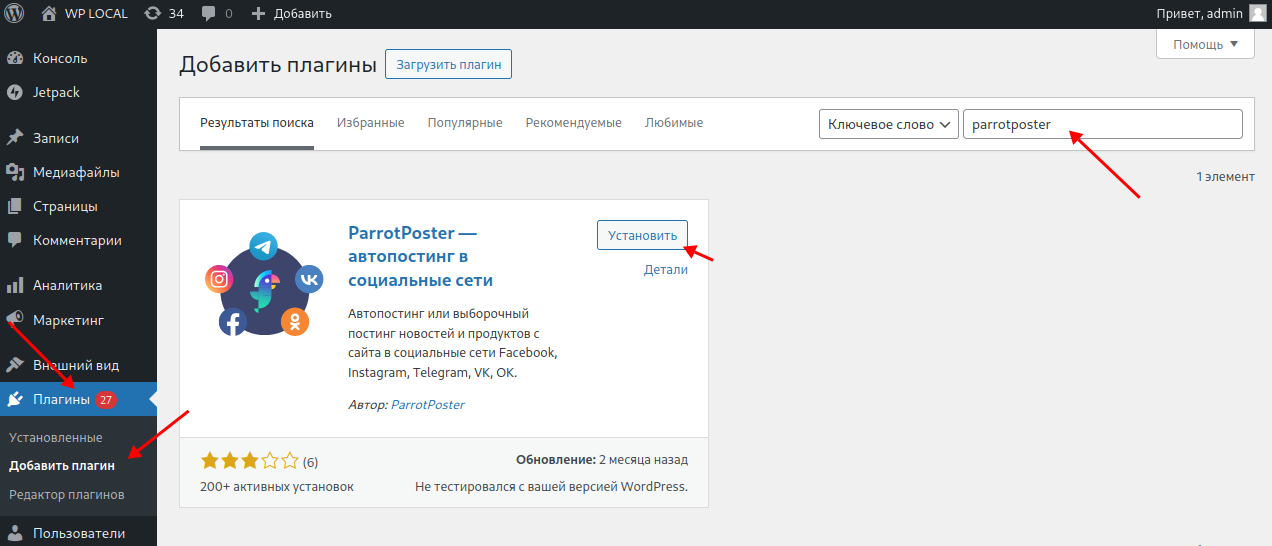 WP LOCAL 34 0 Добавить Привет, admin
Помощь
Консоль
Jetpack
Записи
Медиафайлы
Страницы
Комментарии
Аналитика
Маркетинг
Внешний вид
Плагины 27
Установленные
Добавить плагин
Редактор плагинов
Пользователи
Добавить плагины Загрузить плагин
Результаты поиска Избранные Популярные Рекомендуемые Любимые Ключевое слово parrotposter
1 элемент
ParrotPoster —
автопостинг в
социальные сети
Установить
Детали
Автопостинг или выборочный
постинг новостей и продуктов с
сайта в социальные сети Facebook,
Instagram, Telegram, VK, OK.
Автор: ParrotPoster
(6) Обновление: 2 месяца назад
200+ активных установок Не тестировался с вашей версией WordPress.